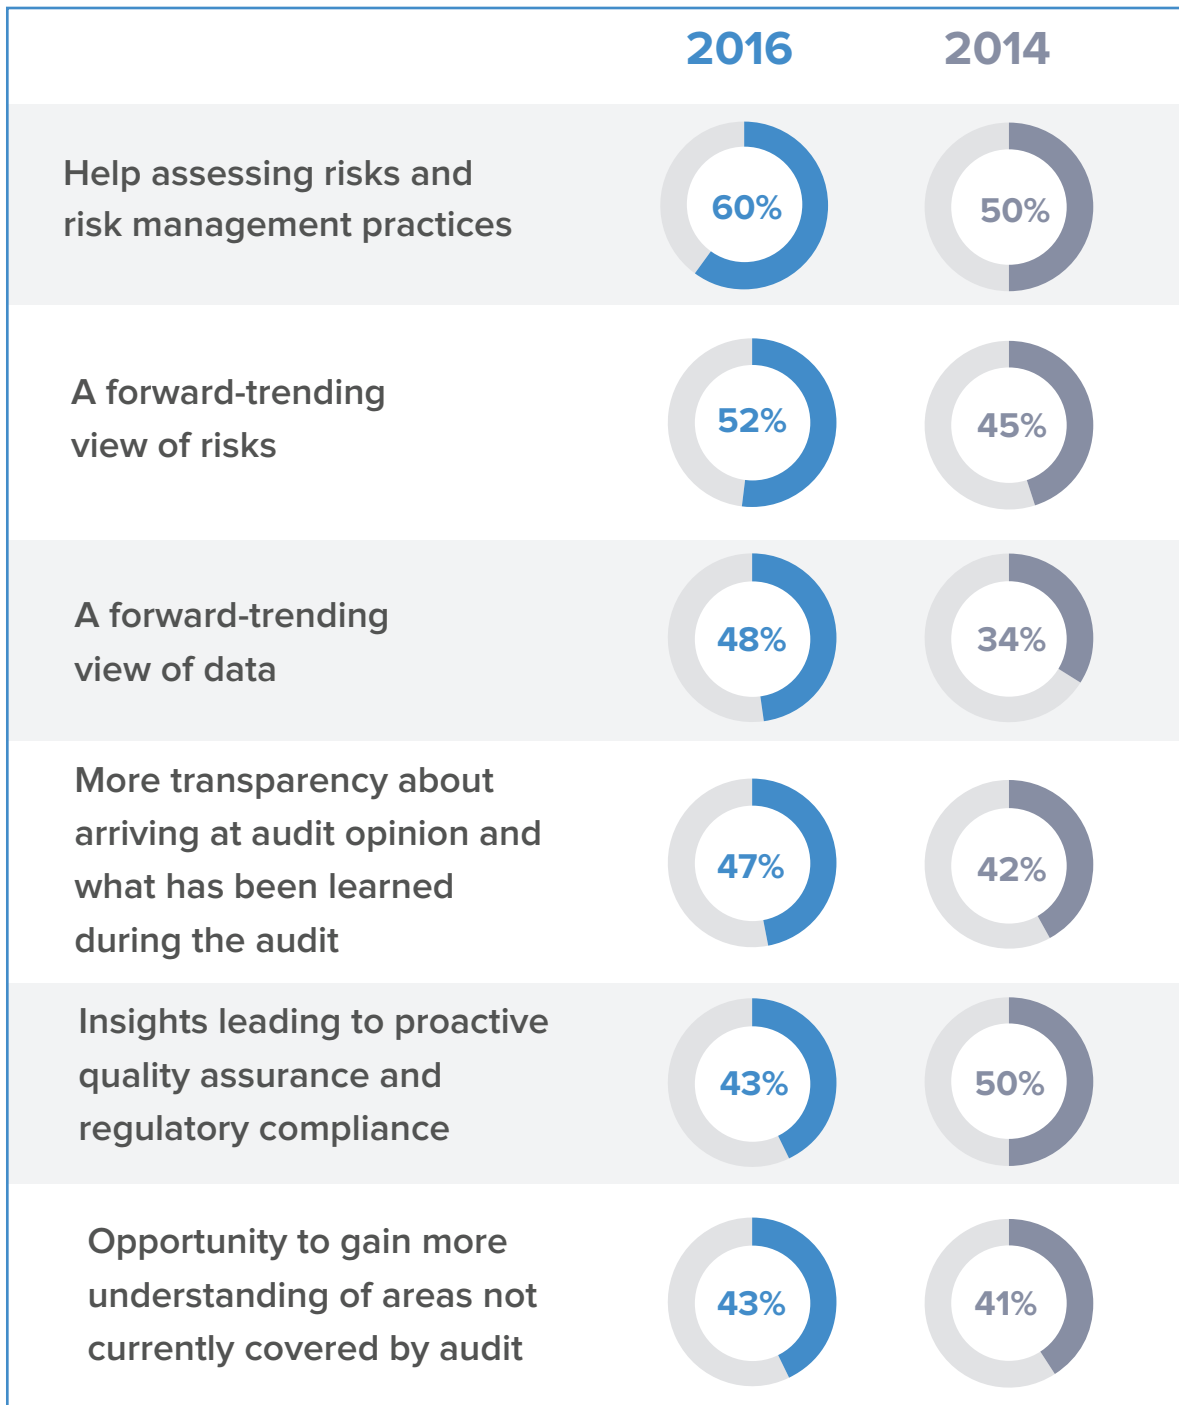 2016 2014
Help assessing risks and
risk management practices
60% 50%
A forward-trending
view of risks
52% 45%
A forward-trending
view of data
48% 34%
More transparency about
arriving at audit opinion and
what has been learned
during the audit
47% 42%
Insights leading to proactive
quality assurance and
regulatory compliance
43% 50%
Opportunity to gain more
understanding of areas not
currently covered by audit
43% 41%